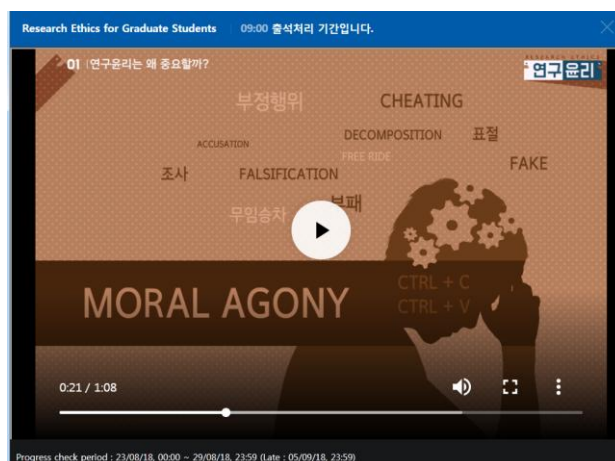 Research Ethics for Graduate Students 09:00 출석처리 기간입니다.
01 연구윤리는 왜 중요할까?
RESEARCH ETHICS
연구윤리
부정행위 CHEATING
ACCUSATION DECOMPOSITION 표절
FREE RIDE
조사 FALSIFICATION FAKE
무임승차 부패
MORAL AGONY
CTRL + C
CTRL + V
0:21 / 1:08
Progress check period : 23/08/18, 00:00 ~ 29/08/18, 23:59 (Late : 05/09/18, 23:59)